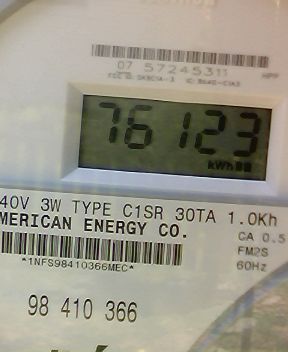 07 57245311
76123
kWh
40V 3W TYPE C1SR 30TA 1.0Kh
MERICAN ENERGY CO.
CA 0.5
FM2S
*1NFS98410366MEC*
60Hz
98 410 366